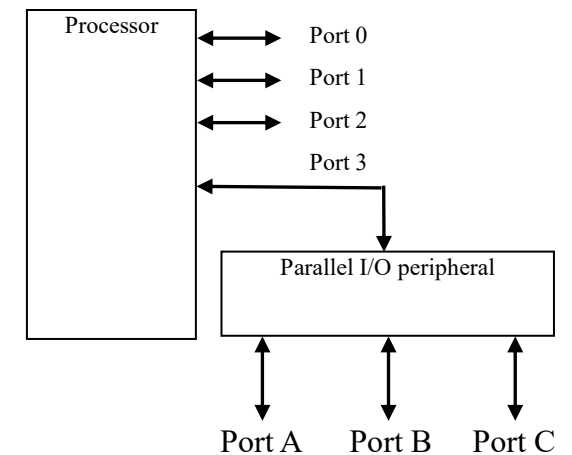 Processor
Port 0
Port 1
Port 2
Port 3
Parallel I/O peripheral
Port A
Port B
Port C